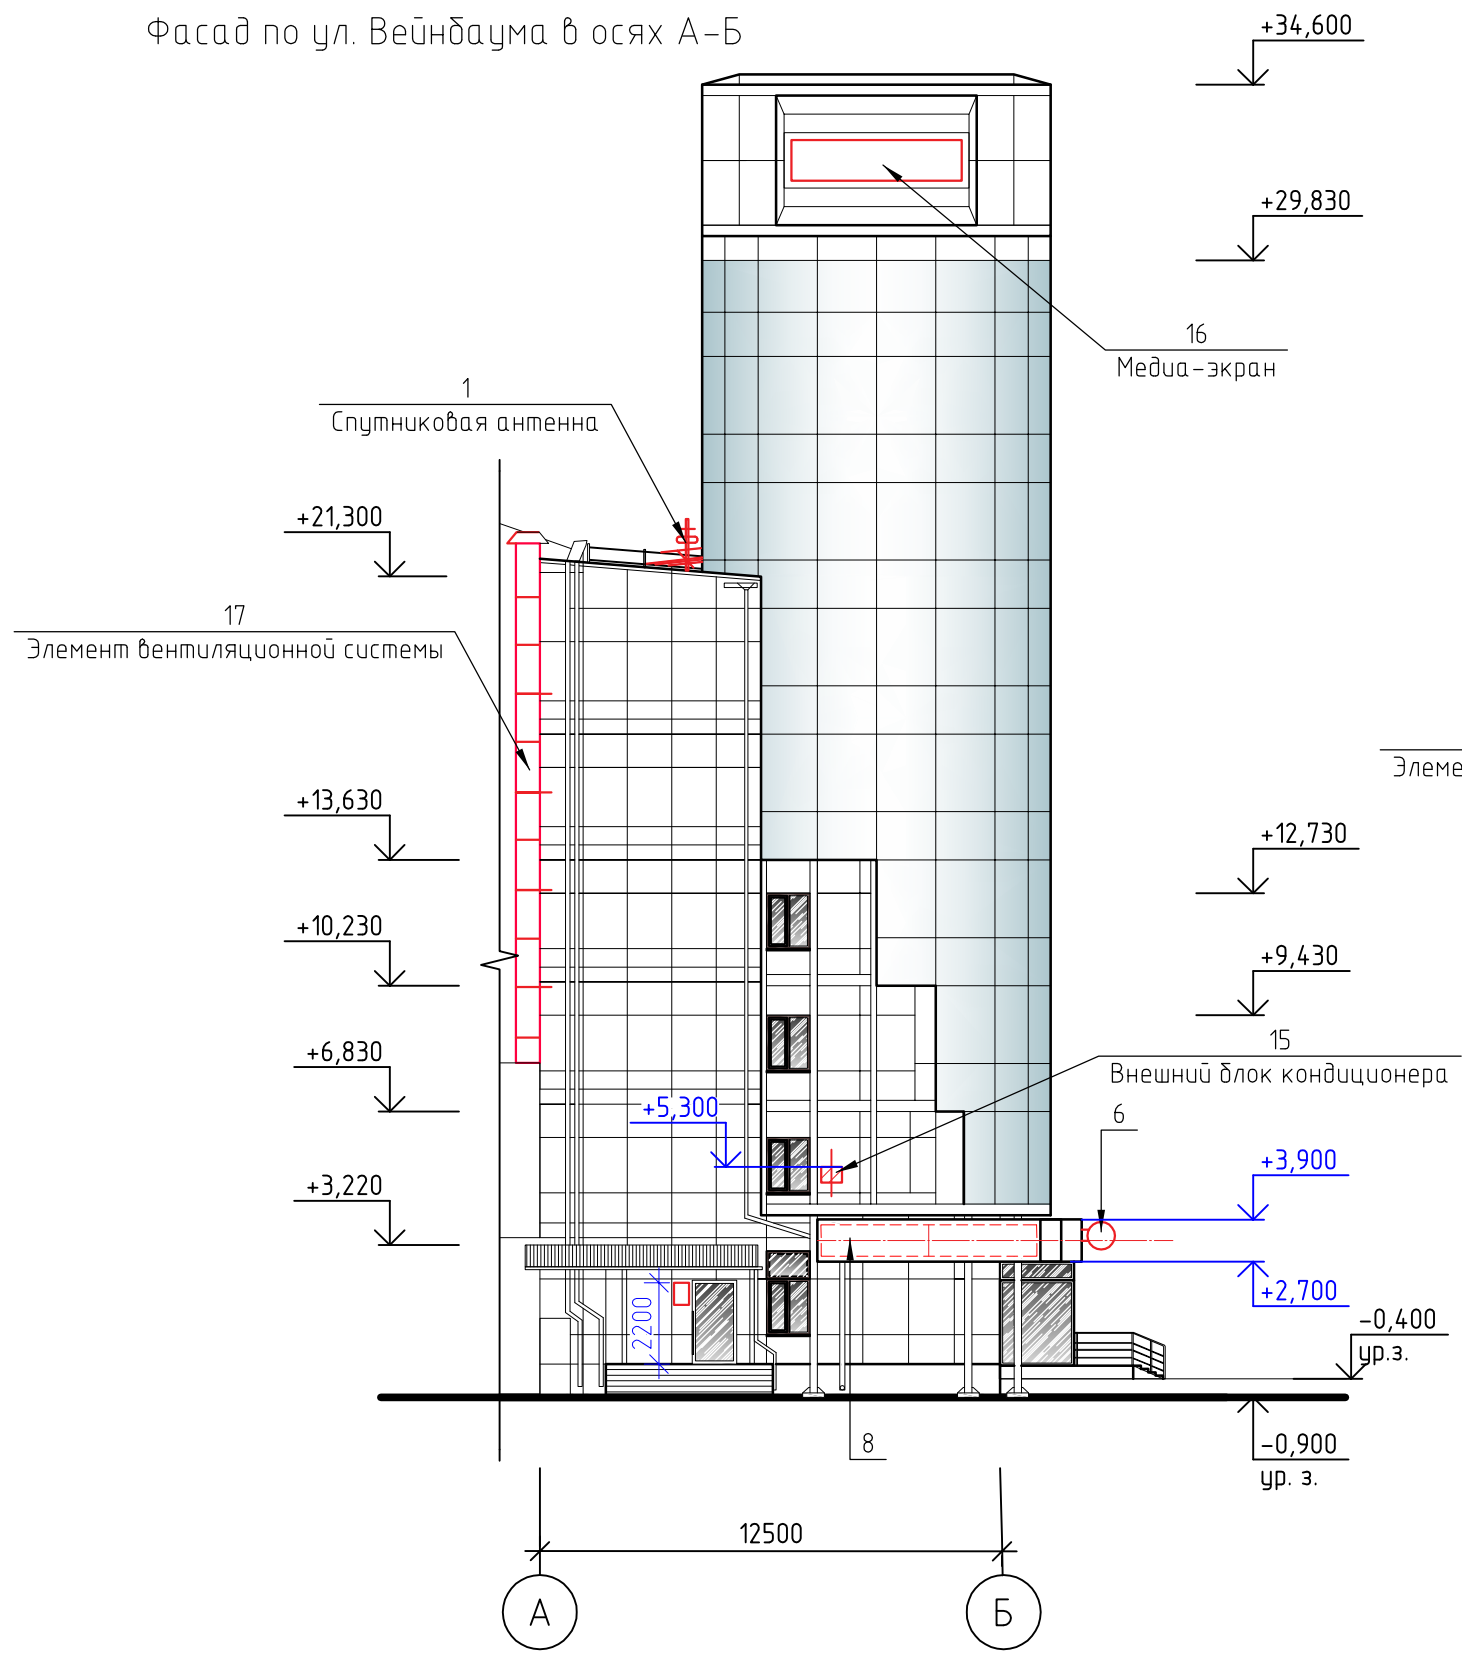 Фасад по ул. Вейнбаума в осях А-Б
+34,600
+29,830
16
Медиа-экран
1
Спутниковая антенна
+21,300
17
Элемент вентиляционной системы
Элеме
+13,630
+12,730
+10,230
+9,430
15
Внешний блок кондиционера
+6,830
+5,300
6
+3,900
+3,220
+2,700
2200
-0,400
ур.з.
8
-0,900
ур. з.
12500
А
Б